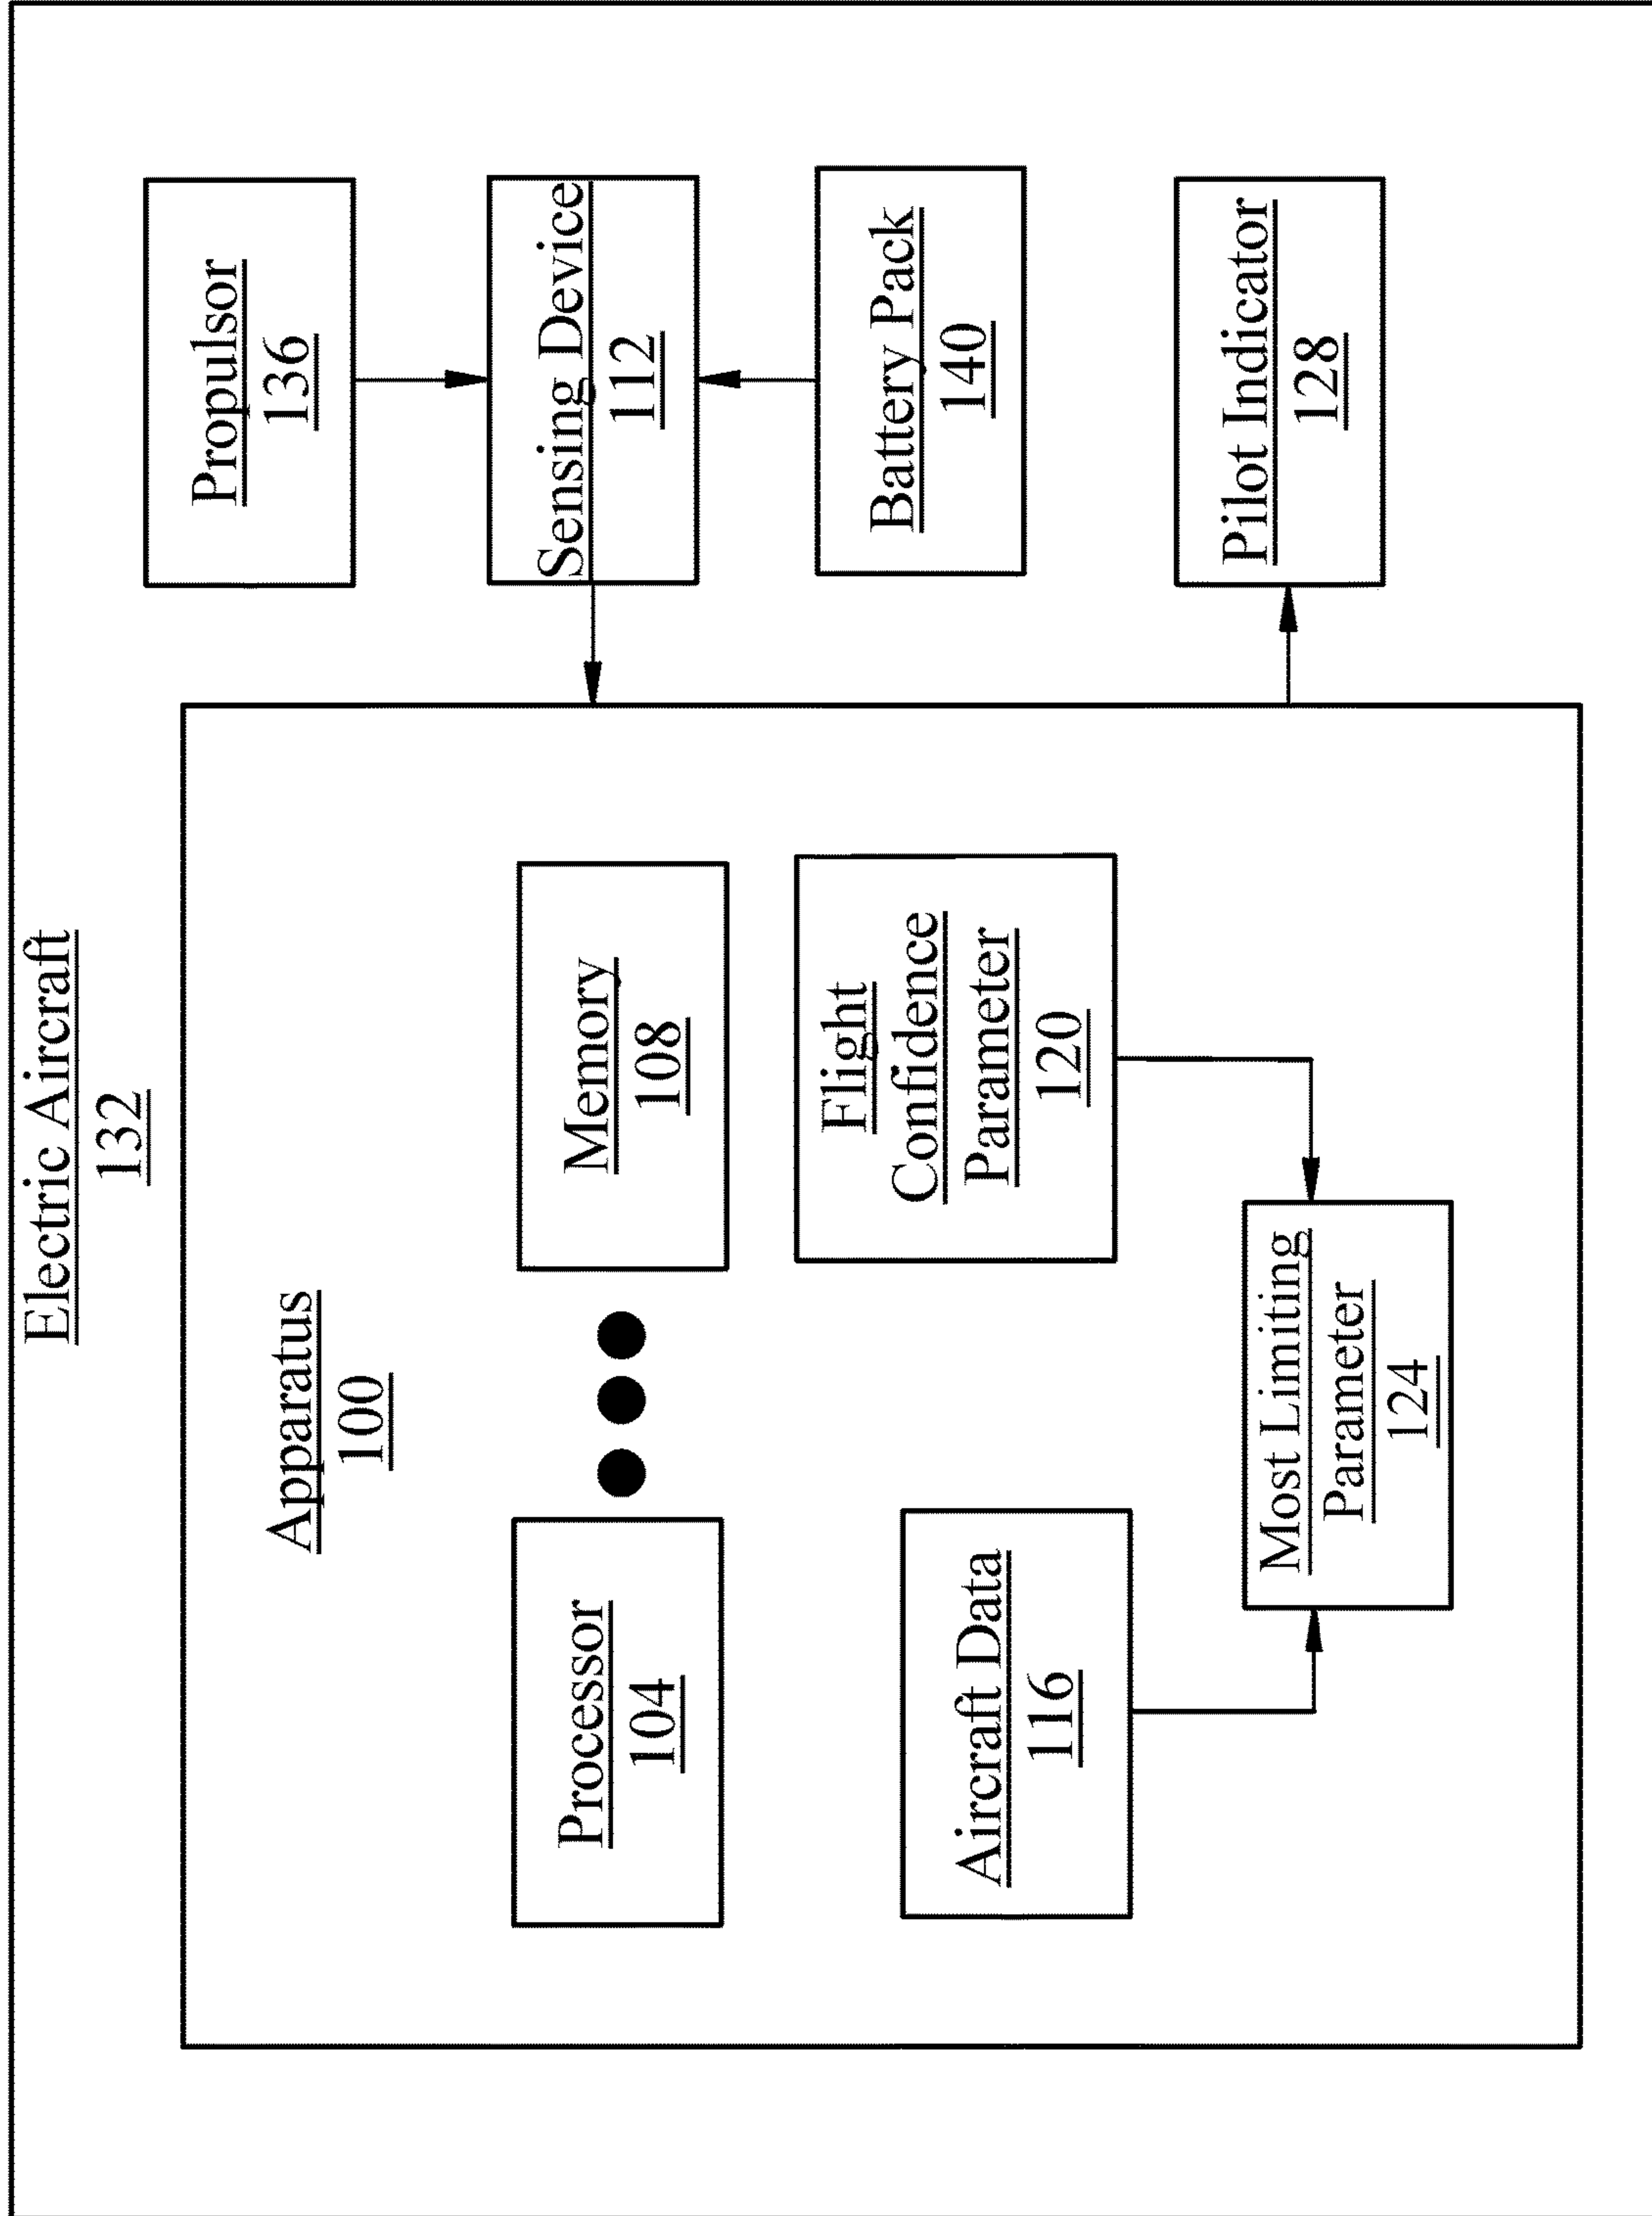 Electric Aircraft
132
Apparatus
100
Propulsor
136
Processor
104
Memory
108
Sensing Device
112
Aircraft Data
116
Flight
Confidence
Parameter
120
Battery Pack
140
Most Limiting
Parameter
124
Pilot Indicator
128